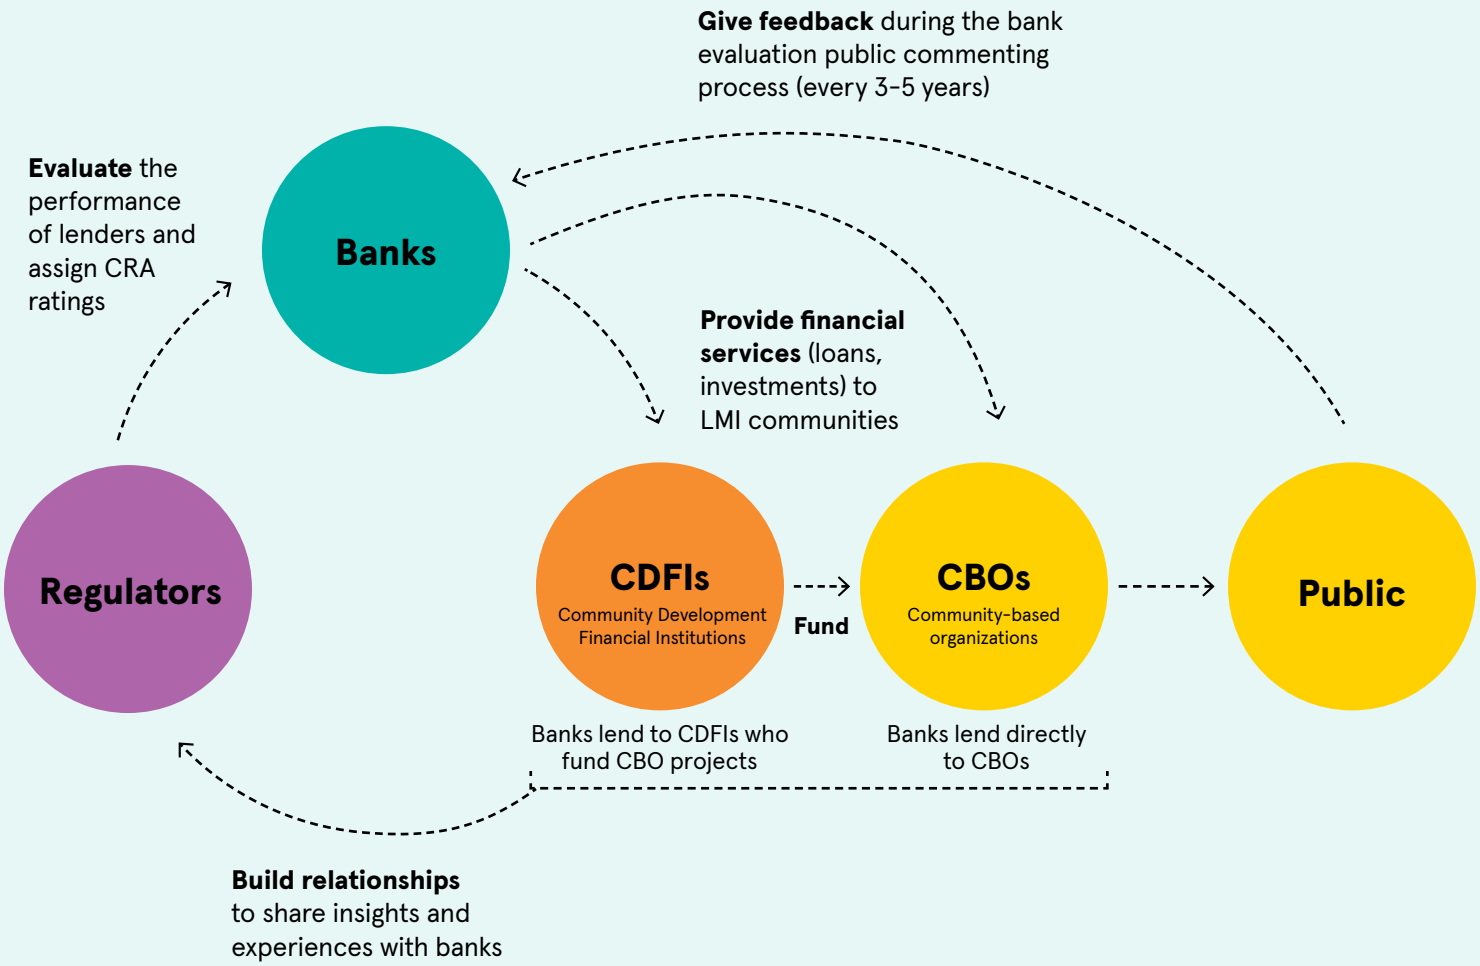 Give feedback during the bank
evaluation public commenting
process (every 3-5 years)
Evaluate the
performance
of lenders and
assign CRA
ratings
Banks
Provide financial
services (loans,
investments) to
LMI communities
Regulators
CDFIs
Community Development
Financial Institutions
Fund
CBOs
Community-based
organizations
Public
Banks lend to CDFIs who
fund CBO projects
Banks lend directly
to CBOs
Build relationships
to share insights and
experiences with banks